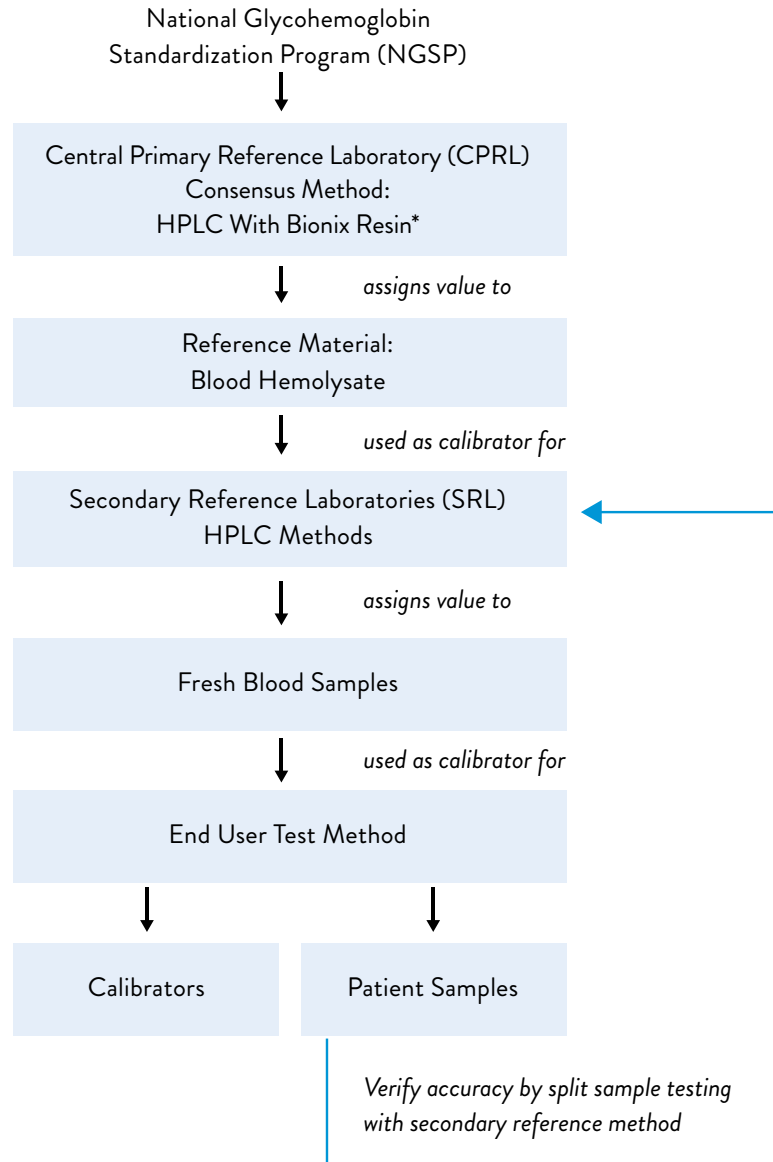 National Glycohemoglobin
Standardization Program (NGSP)
Central Primary Reference Laboratory (CPRL)
Consensus Method:
HPLC With Bionix Resin*
assigns value to
Reference Material:
Blood Hemolysate
used as calibrator for
Secondary Reference Laboratories (SRL)
HPLC Methods
assigns value to
Fresh Blood Samples
used as calibrator for
End User Test Method
Calibrators
Patient Samples
Verify accuracy by split sample testing
with secondary reference method